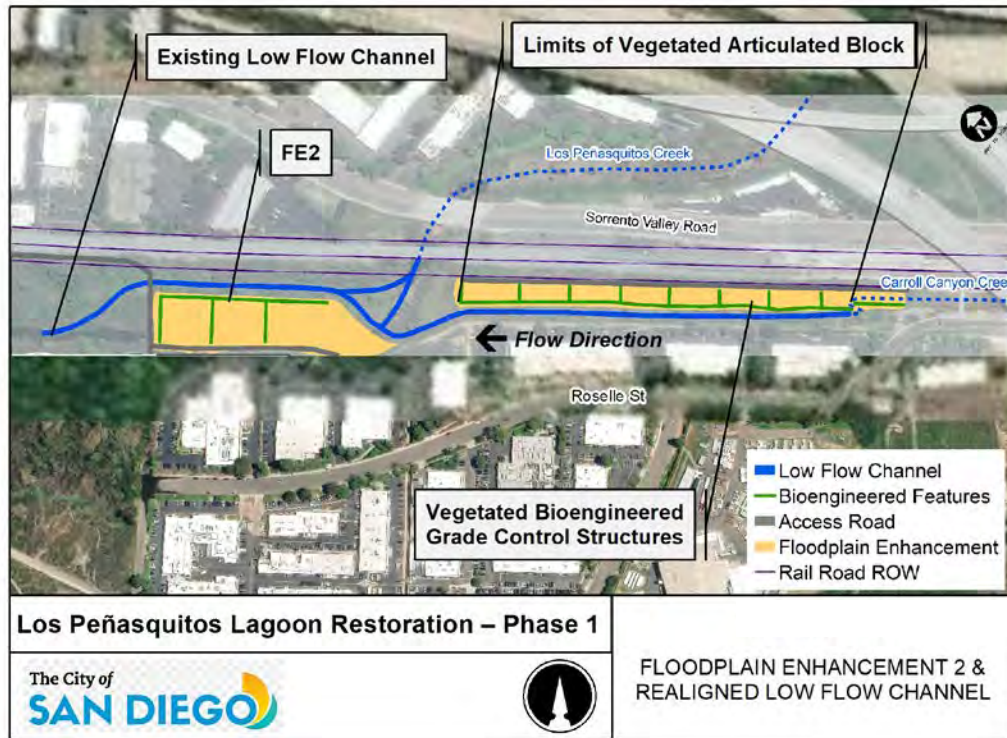 Existing Low Flow Channel
Limits of Vegetated Articulated Block
FE2
Los Peñasquitos Creek
Sorrento Valley Road
Carroll Canyon Cree
Flow Direction
Roselle St
Vegetated Bioengineered
Grade Control Structures
Low Flow Channel
Bioengineered Features
Access Road
Floodplain Enhancement
Rail Road ROW
Los Peñasquitos Lagoon Restoration – Phase 1
The City of
SAN DIEGO
FLOODPLAIN ENHANCEMENT 2 &
REALIGNED LOW FLOW CHANNEL